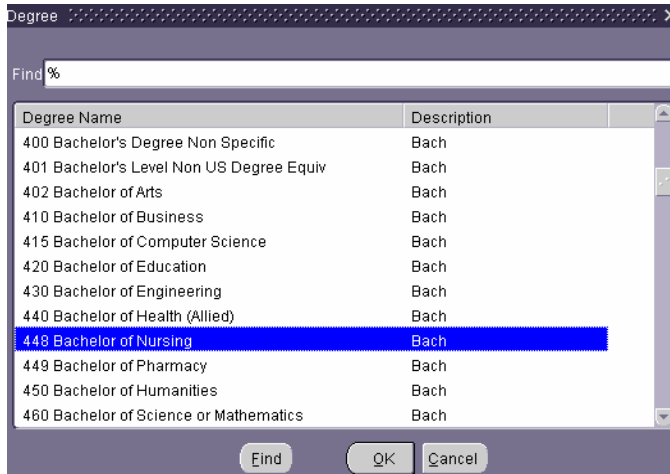 Degree
Find %
Degree Name Description
400 Bachelor's Degree Non Specific Bach
401 Bachelor's Level Non US Degree Equiv Bach
402 Bachelor of Arts Bach
410 Bachelor of Business Bach
415 Bachelor of Computer Science Bach
420 Bachelor of Education Bach
430 Bachelor of Engineering Bach
440 Bachelor of Health (Allied) Bach
448 Bachelor of Nursing Bach
449 Bachelor of Pharmacy Bach
450 Bachelor of Humanities Bach
460 Bachelor of Science or Mathematics Bach
Find OK Cancel